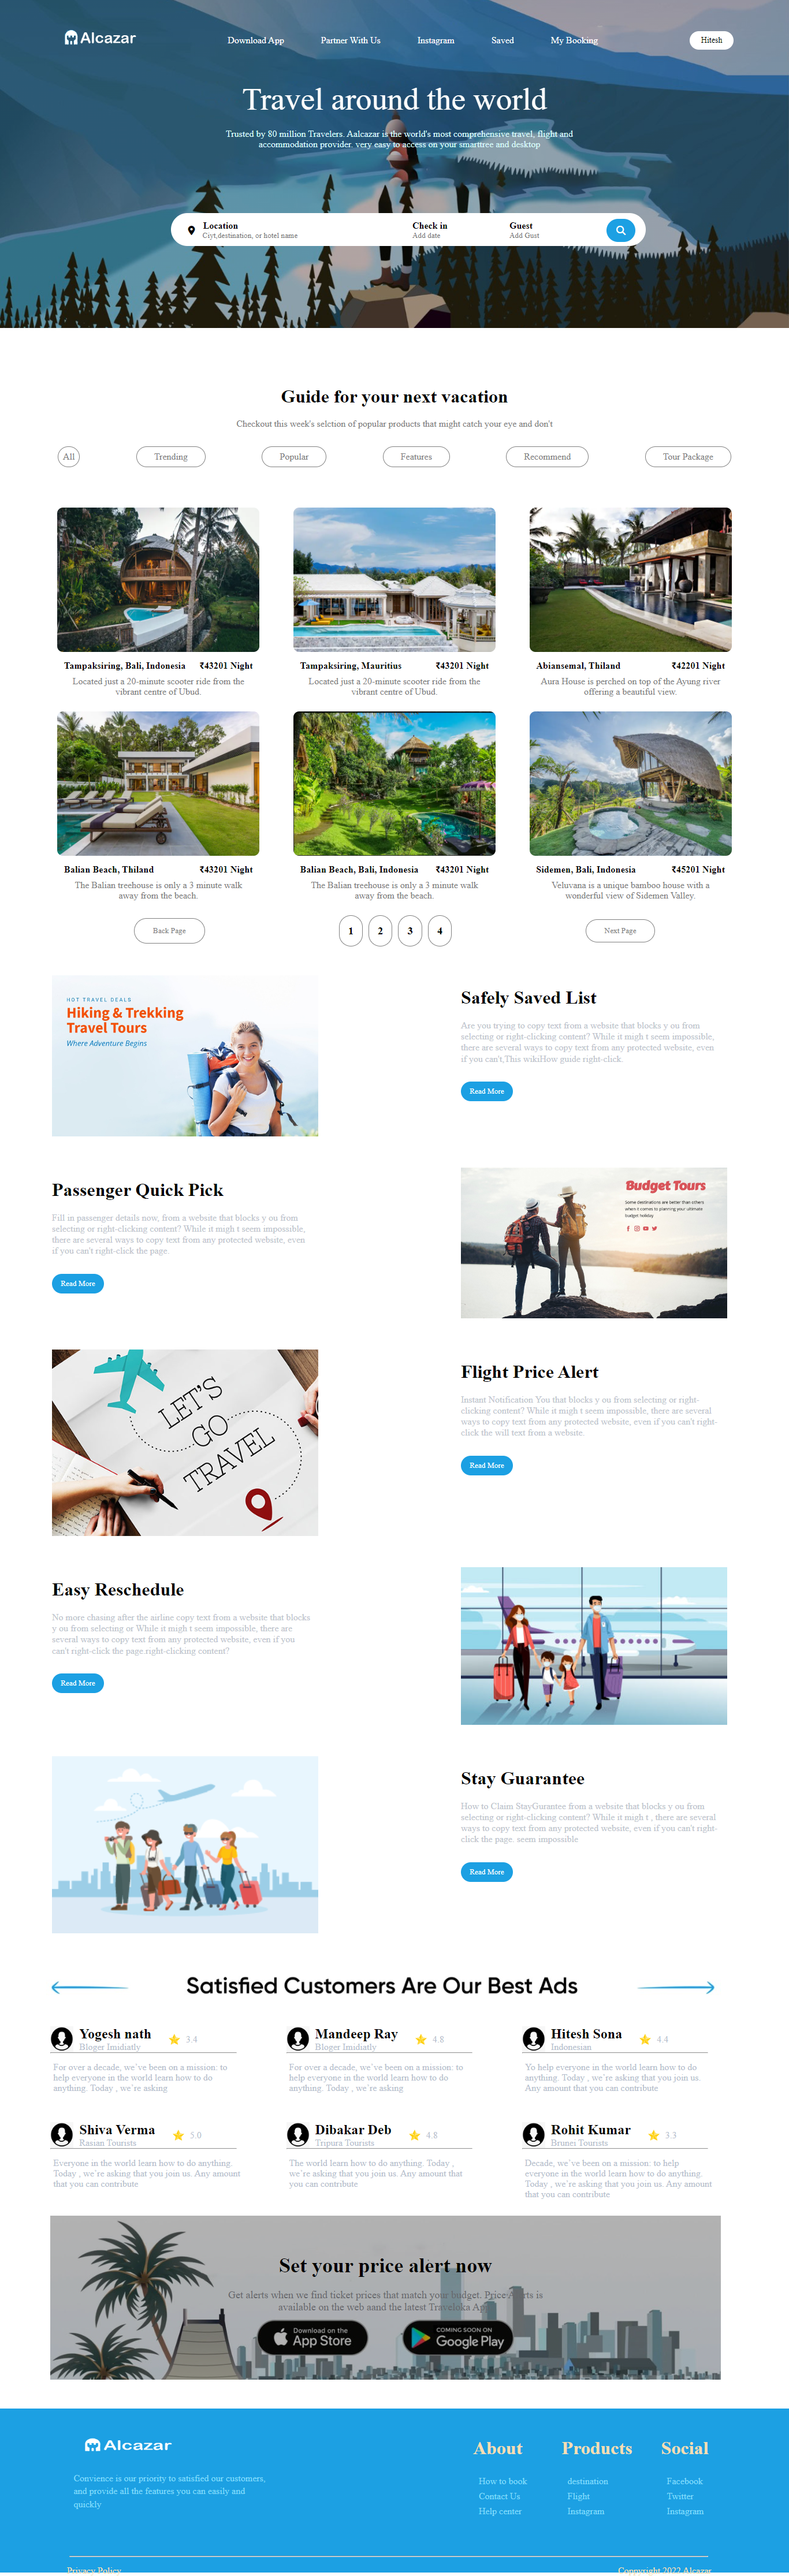 Alcazar
Download App
Partner With Us
Instagram
Saved
My Booking
Hitesh
Travel around the world
Trusted by 80 million Travelers. Aalcazar is the world's most comprehensive travel, flight and
accommodation provider. very easy to access on your smarttree and desktop
Location
Ciyt,destination, or hotel name
Check in
Add date
Guest
Add Gust
Guide for your next vacation
Checkout this week's selction of popular products that might catch your eye and don't
All
Trending
Popular
Features
Recommend
Tour Package
Tampaksiring, Bali, Indonesia ₹43201 Night
Located just a 20-minute scooter ride from the
vibrant centre of Ubud.
Tampaksiring, Mauritius ₹43201 Night
Located just a 20-minute scooter ride from the
vibrant centre of Ubud.
Abiansemal, Thiland ₹42201 Night
Aura House is perched on top of the Ayung river
offering a beautiful view.
Balian Beach, Thiland ₹43201 Night
The Balian treehouse is only a 3 minute walk
away from the beach.
Balian Beach, Bali, Indonesia ₹43201 Night
The Balian treehouse is only a 3 minute walk
away from the beach.
Sidemen, Bali, Indonesia ₹45201 Night
Veluvana is a unique bamboo house with a
wonderful view of Sidemen Valley.
Back Page
1 2 3 4
Next Page
HOT TRAVEL DEALS
Hiking & Trekking
Travel Tours
Where Adventure Begins
Safely Saved List
Are you trying to copy text from a website that blocks y ou from
selecting or right-clicking content? While it migh t seem impossible,
there are several ways to copy text from any protected website, even
if you can't,This wikiHow guide right-click.
Read More
Passenger Quick Pick
Fill in passenger details now, from a website that blocks y ou from
selecting or right-clicking content? While it migh t seem impossible,
there are several ways to copy text from any protected website, even
if you can't right-click the page.
Read More
Budget Tours
Some destinations are better than others
when it comes to planning your ultimate
budget holiday
LET'S
GO
TRAVEL
Flight Price Alert
Instant Notification You that blocks y ou from selecting or right-
clicking content? While it migh t seem impossible, there are several
ways to copy text from any protected website, even if you can't right-
click the will text from a website.
Read More
Easy Reschedule
No more chasing after the airline copy text from a website that blocks
y ou from selecting or While it migh t seem impossible, there are
several ways to copy text from any protected website, even if you
can't right-click the page.right-clicking content?
Read More
Stay Guarantee
How to Claim StayGurantee from a website that blocks y ou from
selecting or right-clicking content? While it migh t , there are several
ways to copy text from any protected website, even if you can't right-
click the page. seem impossible
Read More
Satisfied Customers Are Our Best Ads
Yogesh nath 3.4
Bloger Imidiatly
For over a decade, we've been on a mission: to
help everyone in the world learn how to do
anything. Today , we're asking
Mandeep Ray 4.8
Bloger Imidiatly
For over a decade, we've been on a mission: to
help everyone in the world learn how to do
anything. Today , we're asking
Hitesh Sona 4.4
Indonesian
Yo help everyone in the world learn how to do
anything. Today , we're asking that you join us.
Any amount that you can contribute
Shiva Verma 5.0
Rasian Tourists
Everyone in the world learn how to do anything.
Today , we're asking that you join us. Any amount
that you can contribute
Dibakar Deb 4.8
Tripura Tourists
The world learn how to do anything. Today ,
we're asking that you join us. Any amount that
you can contribute
Rohit Kumar 3.3
Brunei Tourists
Decade, we've been on a mission: to help
everyone in the world learn how to do anything.
Today , we're asking that you join us. Any amount
that you can contribute
Set your price alert now
Get alerts when we find ticket prices that match your budget. Price Alerts is
available on the web aand the latest Traveloka App
Download on the
App Store
COMING SOON ON
Google Play
Alcazar
Convience is our priority to satisfied our customers,
and provide all the features you can easily and
quickly
About
How to book
Contact Us
Help center
Products
destination
Flight
Instagram
Social
Facebook
Twitter
Instagram
Privacy Policy
Coppyright 2022 Alcazar